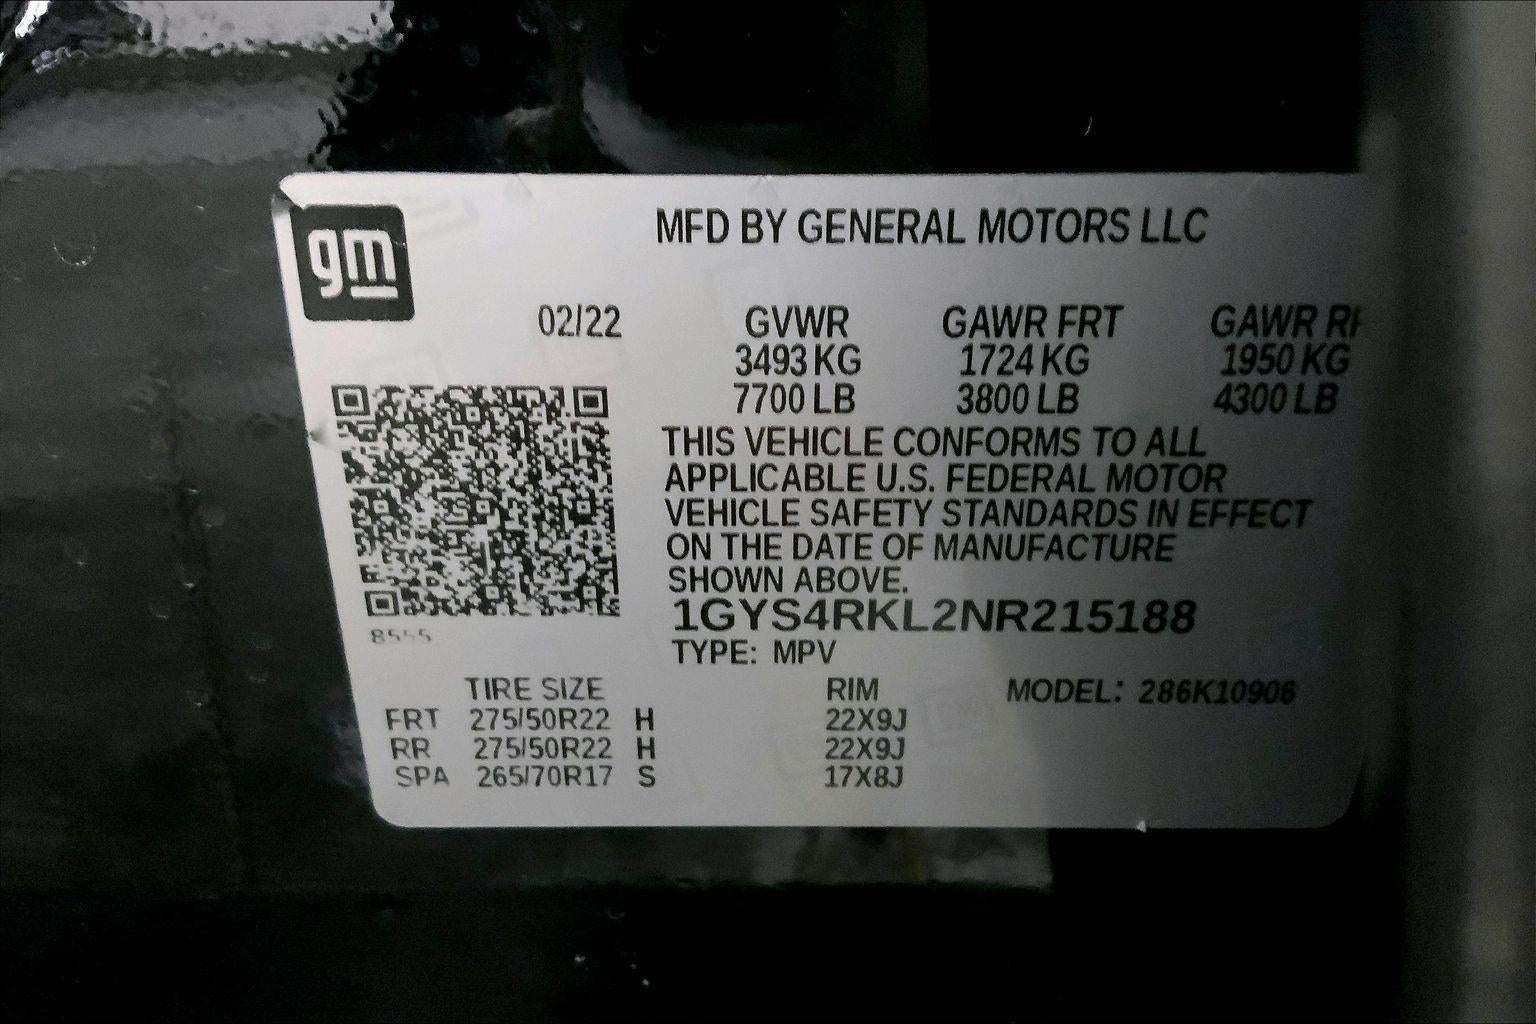 gm
MFD BY GENERAL MOTORS LLC
02/22 GVWR GAWR FRT GAWR
3493 KG 1724 KG 1950 KG
7700 LB 3800 LB 4300 LB
THIS VEHICLE CONFORMS TO ALL
APPLICABLE U.S. FEDERAL MOTOR
VEHICLE SAFETY STANDARDS IN EFFECT
ON THE DATE OF MANUFACTURE
SHOWN ABOVE.
1GYS4RKL2NR215188
8555
TYPE: MPV
TIRE SIZE RIM MODEL: 286K10906
FRT 275/50R22 H 22X9J
RR 275/50R22 H 22X9J
SPA 265/70R17 S 17X8J